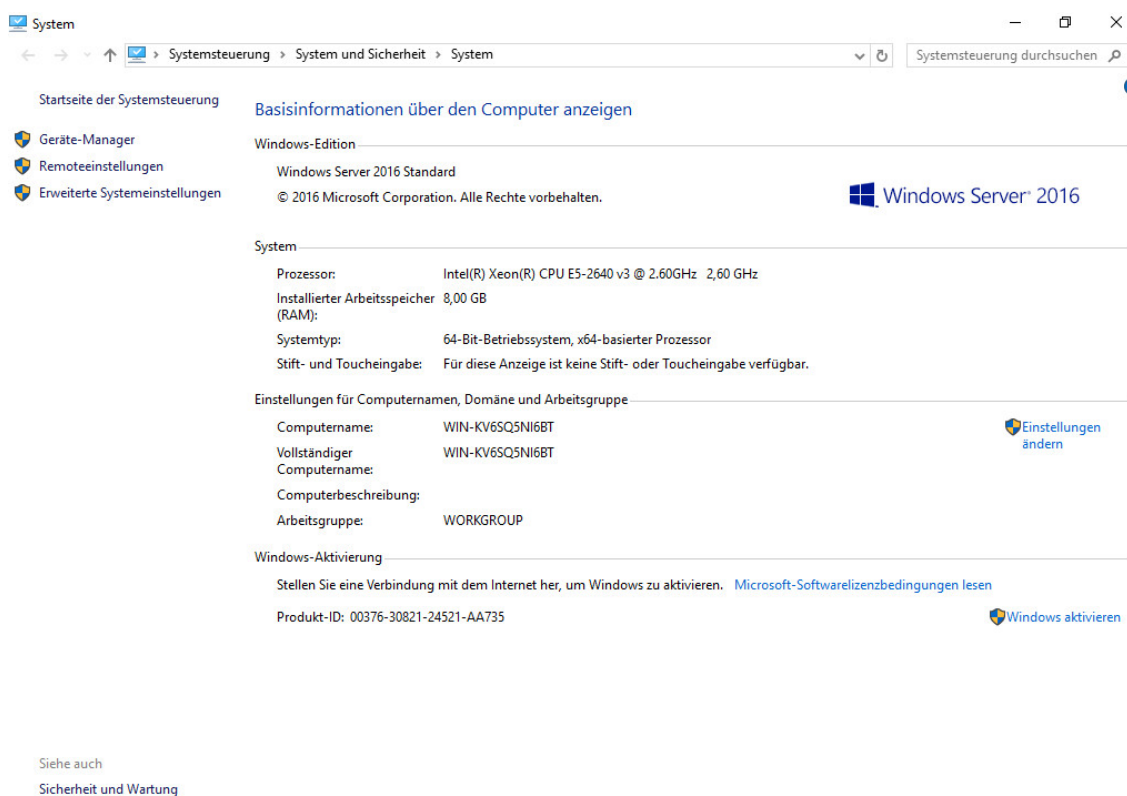 System
Systemsteuerung > System und Sicherheit > System
Systemsteuerung durchsuchen
Startseite der Systemsteuerung
Geräte-Manager
Remoteeinstellungen
Erweiterte Systemeinstellungen
Basisinformationen über den Computer anzeigen
Windows-Edition
Windows Server 2016 Standard
© 2016 Microsoft Corporation. Alle Rechte vorbehalten.
Windows Server® 2016
System
Prozessor: Intel(R) Xeon(R) CPU E5-2640 v3 @ 2.60GHz 2,60 GHz
Installierter Arbeitsspeicher 8,00 GB
(RAM):
Systemtyp: 64-Bit-Betriebssystem, x64-basierter Prozessor
Stift- und Toucheingabe: Für diese Anzeige ist keine Stift- oder Toucheingabe verfügbar.
Einstellungen für Computernamen, Domäne und Arbeitsgruppe
Computername: WIN-KV6SQ5NI6BT
Einstellungen
ändern
Vollständiger WIN-KV6SQ5NI6BT
Computername:
Computerbeschreibung:
Arbeitsgruppe: WORKGROUP
Windows-Aktivierung
Stellen Sie eine Verbindung mit dem Internet her, um Windows zu aktivieren. Microsoft-Softwarelizenzbedingungen lesen
Produkt-ID: 00376-30821-24521-AA735
Windows aktivieren
Siehe auch
Sicherheit und Wartung